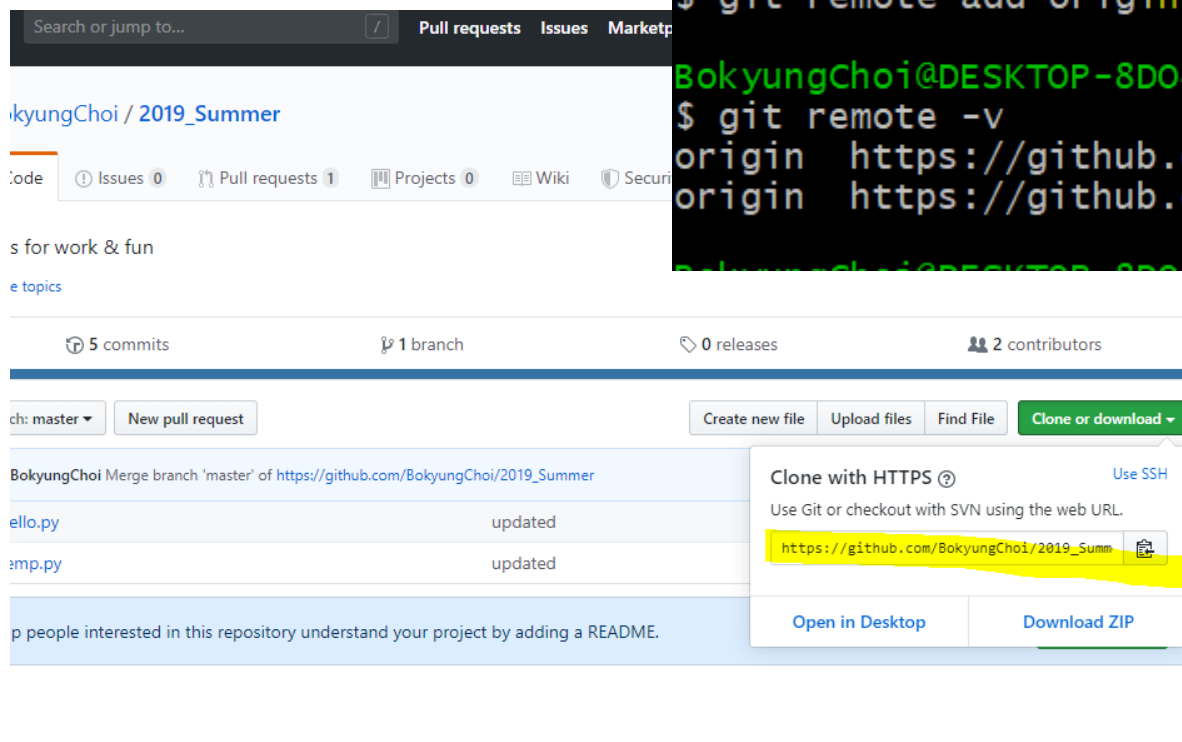 Search or jump to... /
Pull requests Issues Marketp
$ git remote add origin
BokyungChoi@DESKTOP-8DO
$ git remote -v
origin https://github.
origin https://github.
BokyungChoi@DESKTOP-8DO
kyungChoi / 2019_Summer
Code Issues 0 Pull requests 1 Projects 0 Wiki Securi
s for work & fun
e topics
5 commits 1 branch 0 releases 2 contributors
ch: master New pull request Create new file Upload files Find File Clone or download
BokyungChoi Merge branch 'master' of https://github.com/BokyungChoi/2019_Summer
ello.py updated
emp.py updated
p people interested in this repository understand your project by adding a README.
Clone with HTTPS ? Use SSH
Use Git or checkout with SVN using the web URL.
https://github.com/BokyungChoi/2019_Summ
Open in Desktop Download ZIP